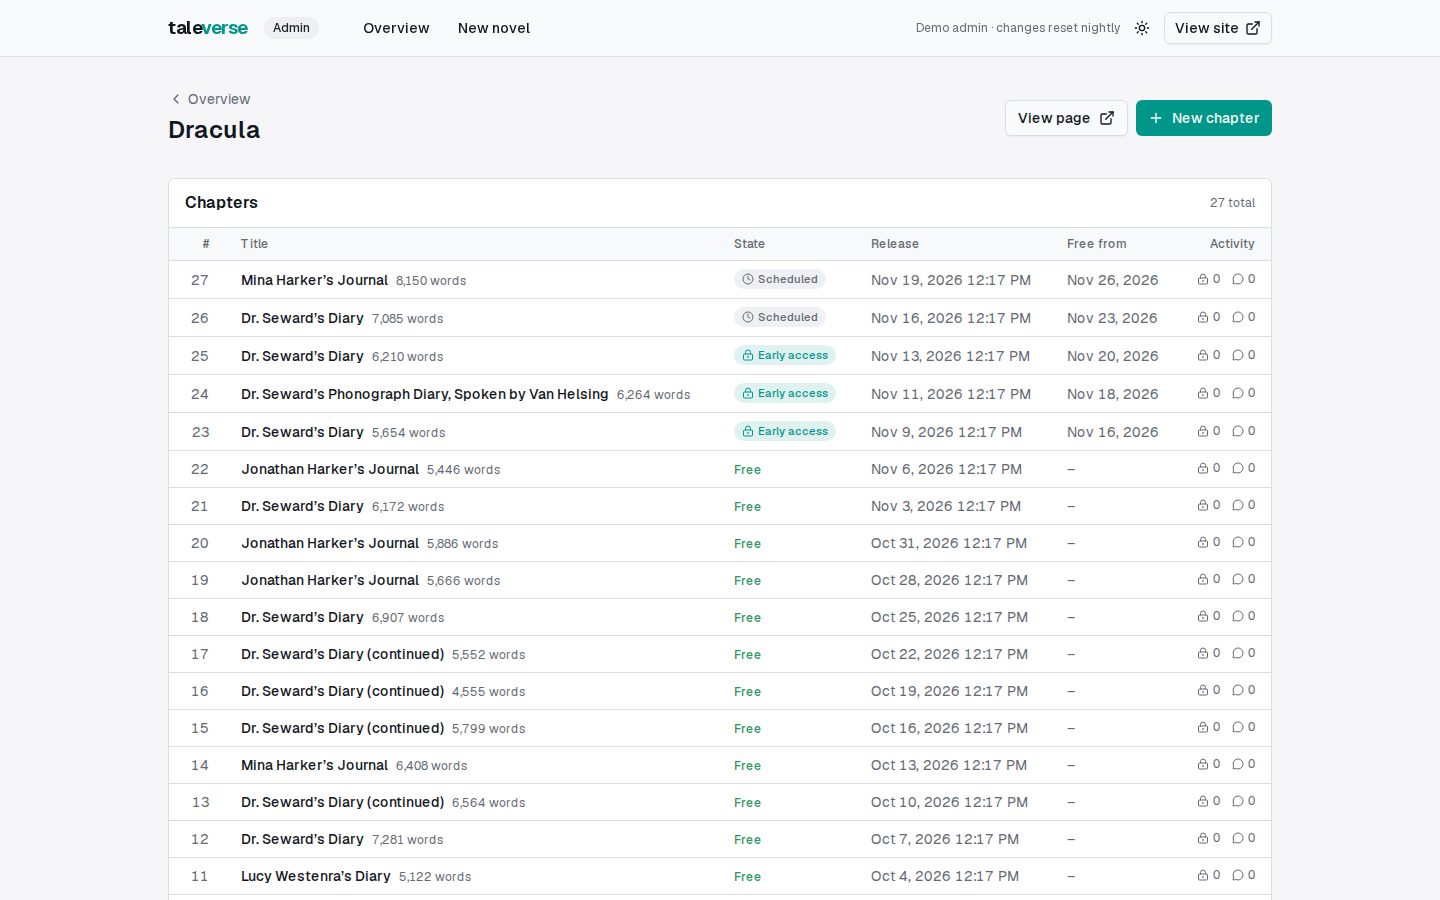 taleverse Admin Overview New novel Demo admin · changes reset nightly View site
Overview
Dracula
View page New chapter
Chapters 27 total
# Title State Release Free from Activity
27 Mina Harker’s Journal 8,150 words Scheduled Nov 19, 2026 12:17 PM Nov 26, 2026 0 0
26 Dr. Seward’s Diary 7,085 words Scheduled Nov 16, 2026 12:17 PM Nov 23, 2026 0 0
25 Dr. Seward’s Diary 6,210 words Early access Nov 13, 2026 12:17 PM Nov 20, 2026 0 0
24 Dr. Seward’s Phonograph Diary, Spoken by Van Helsing 6,264 words Early access Nov 11, 2026 12:17 PM Nov 18, 2026 0 0
23 Dr. Seward’s Diary 5,654 words Early access Nov 9, 2026 12:17 PM Nov 16, 2026 0 0
22 Jonathan Harker’s Journal 5,446 words Free Nov 6, 2026 12:17 PM – 0 0
21 Dr. Seward’s Diary 6,172 words Free Nov 3, 2026 12:17 PM – 0 0
20 Jonathan Harker’s Journal 5,886 words Free Oct 31, 2026 12:17 PM – 0 0
19 Jonathan Harker’s Journal 5,666 words Free Oct 28, 2026 12:17 PM – 0 0
18 Dr. Seward’s Diary 6,907 words Free Oct 25, 2026 12:17 PM – 0 0
17 Dr. Seward’s Diary (continued) 5,552 words Free Oct 22, 2026 12:17 PM – 0 0
16 Dr. Seward’s Diary (continued) 4,555 words Free Oct 19, 2026 12:17 PM – 0 0
15 Dr. Seward’s Diary (continued) 5,799 words Free Oct 16, 2026 12:17 PM – 0 0
14 Mina Harker’s Journal 6,408 words Free Oct 13, 2026 12:17 PM – 0 0
13 Dr. Seward’s Diary (continued) 6,564 words Free Oct 10, 2026 12:17 PM – 0 0
12 Dr. Seward’s Diary 7,281 words Free Oct 7, 2026 12:17 PM – 0 0
11 Lucy Westenra’s Diary 5,122 words Free Oct 4, 2026 12:17 PM – 0 0